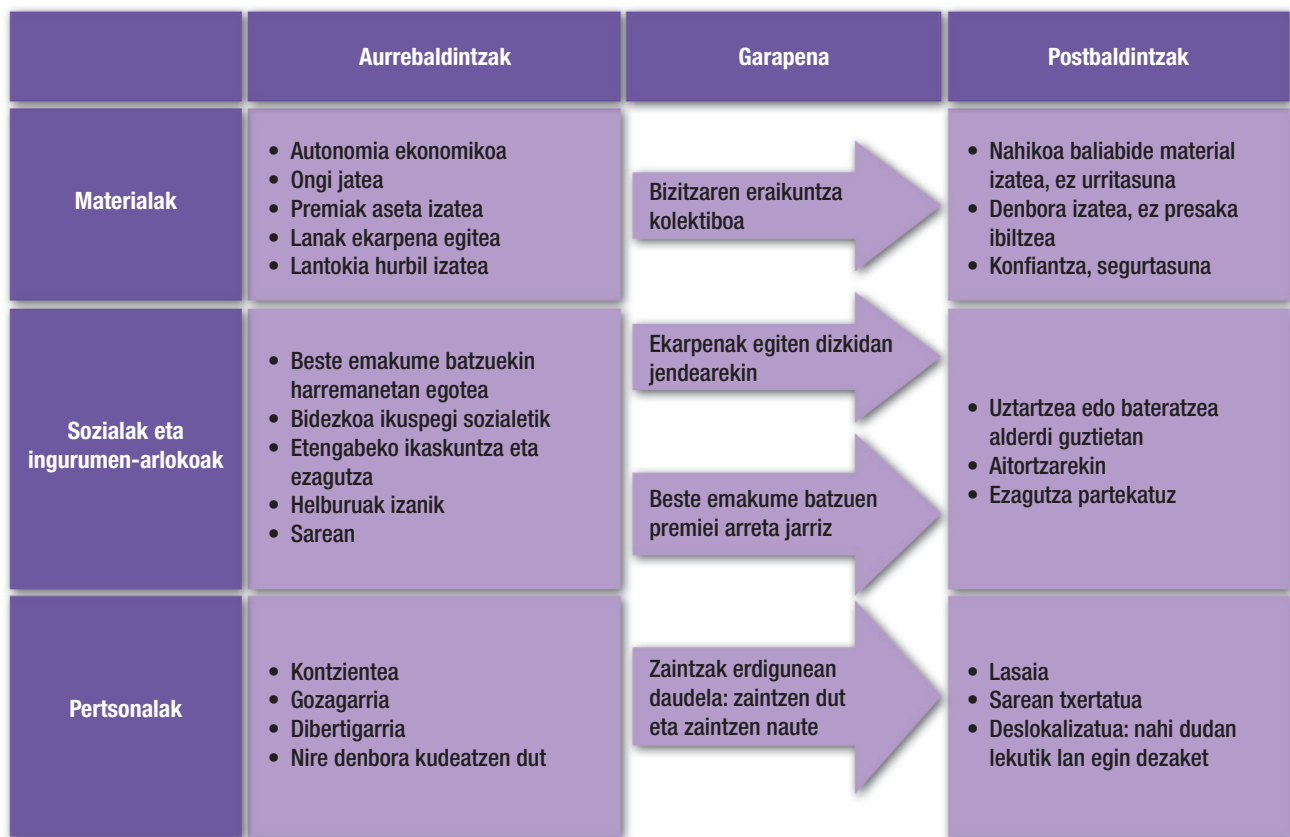 Aurrebaldintzak
Garapena
Postbaldintzak
Materialak
• Autonomia ekonomikoa
• Ongi jatea
• Premiak aseta izatea
• Lanak ekarpena egitea
• Lantokia hurbil izatea
Bizitzaren eraikuntza
kolektiboa
• Nahikoa baliabide material
izatea, ez urritasuna
• Denbora izatea, ez presaka
ibiltzea
• Konfiantza, segurtasuna
Sozialak eta
ingurumen-arlokoak
• Beste emakume batzuekin
harremanetan egotea
• Bidezkoa ikuspegi sozialetik
• Etengabeko ikaskuntza eta
ezagutza
• Helburuak izanik
• Sarean
Ekarpenak egiten dizkidan
jendearekin
Beste emakume batzuen
premiei arreta jarriz
• Uztartzea edo bateratzea
alderdi guztietan
• Aitortzarekin
• Ezagutza partekatuz
Pertsonalak
• Kontzientea
• Gozagarria
• Dibertigarria
• Nire denbora kudeatzen dut
Zaintzak erdigunean
daudela: zaintzen dut
eta zaintzen naute
• Lasaia
• Sarean txertatua
• Deslokalizatua: nahi dudan
lekutik lan egin dezaket